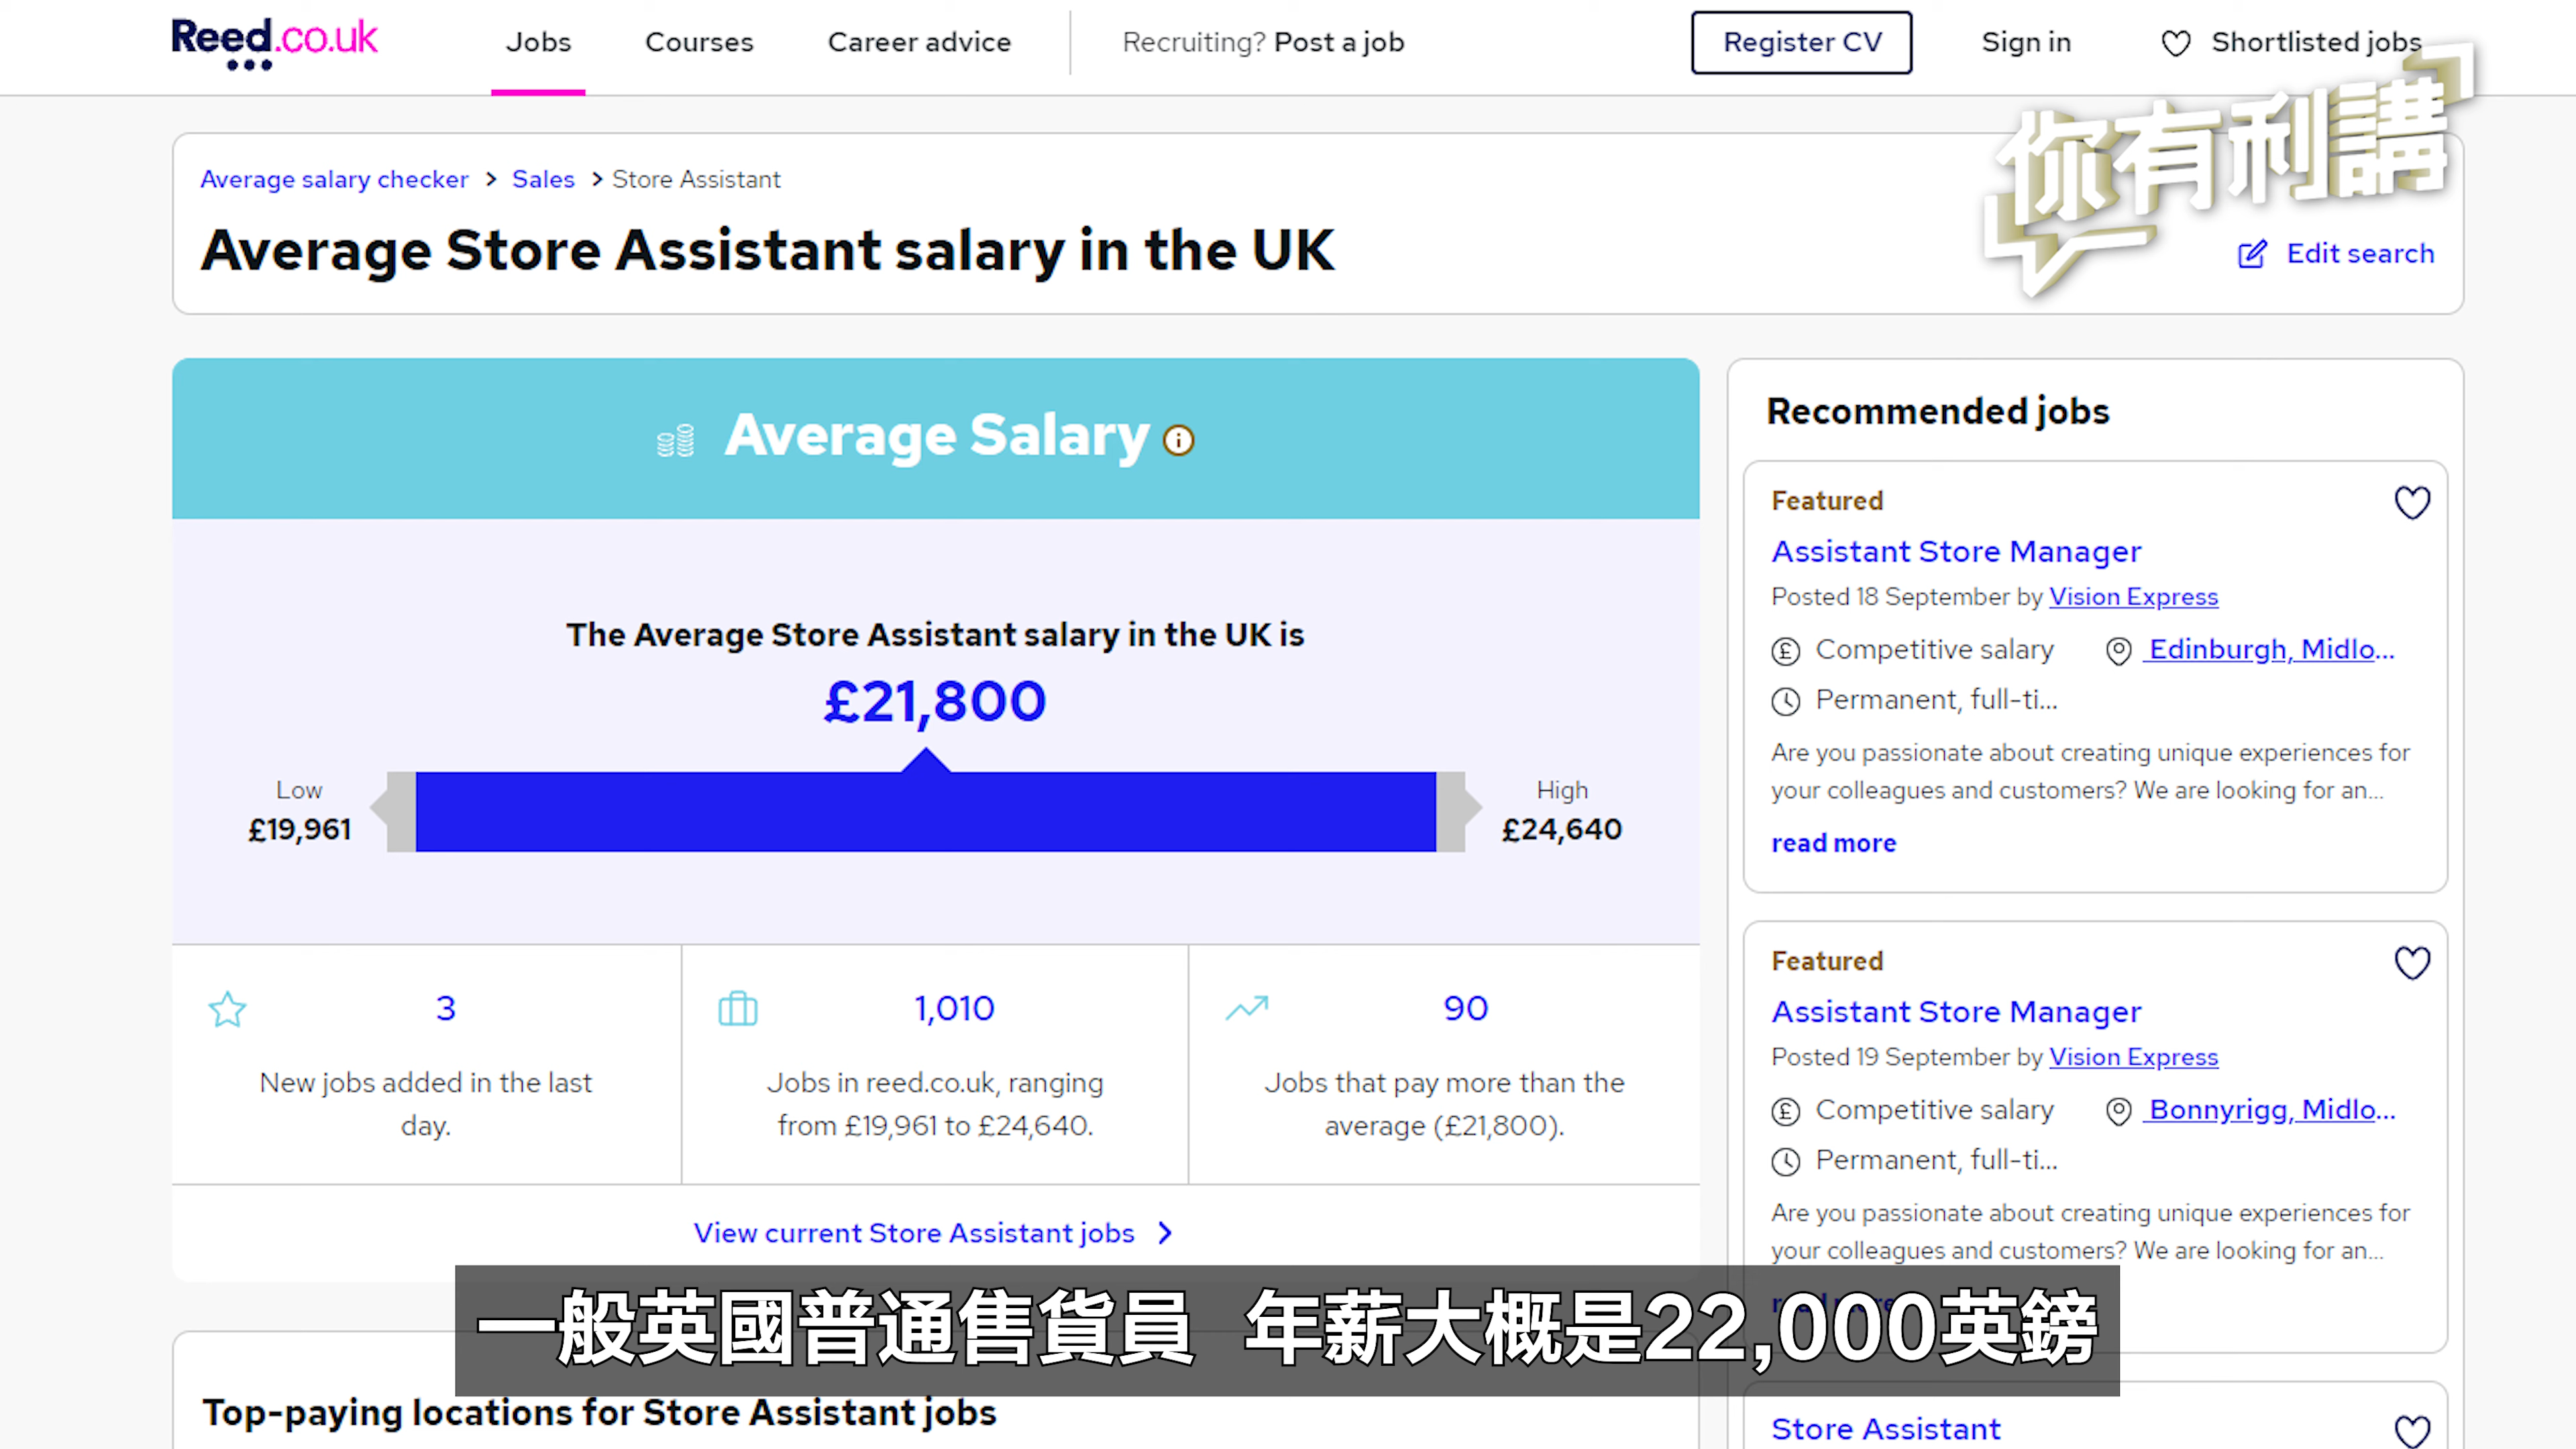 Reed.co.uk
Jobs
Courses
Career advice
Recruiting? Post a job
Register CV
Sign in
Shortlisted jobs
你有利講
Average salary checker > Sales > Store Assistant
Average Store Assistant salary in the UK
Edit search
Average Salary
The Average Store Assistant salary in the UK is
£21,800
Low
£19,961
High
£24,640
3
New jobs added in the last
day.
1,010
Jobs in reed.co.uk, ranging
from £19,961 to £24,640.
90
Jobs that pay more than the
average (£21,800).
View current Store Assistant jobs >
Top-paying locations for Store Assistant jobs
Recommended jobs
Featured
Assistant Store Manager
Posted 18 September by Vision Express
Competitive salary
Edinburgh, Midlo...
Permanent, full-ti...
Are you passionate about creating unique experiences for
your colleagues and customers? We are looking for an...
read more
Featured
Assistant Store Manager
Posted 19 September by Vision Express
Competitive salary
Bonnyrigg, Midlo...
Permanent, full-ti...
Are you passionate about creating unique experiences for
your colleagues and customers? We are looking for an...
read more
Store Assistant
一般英國普通售貨員 年薪大概是22,000英鎊